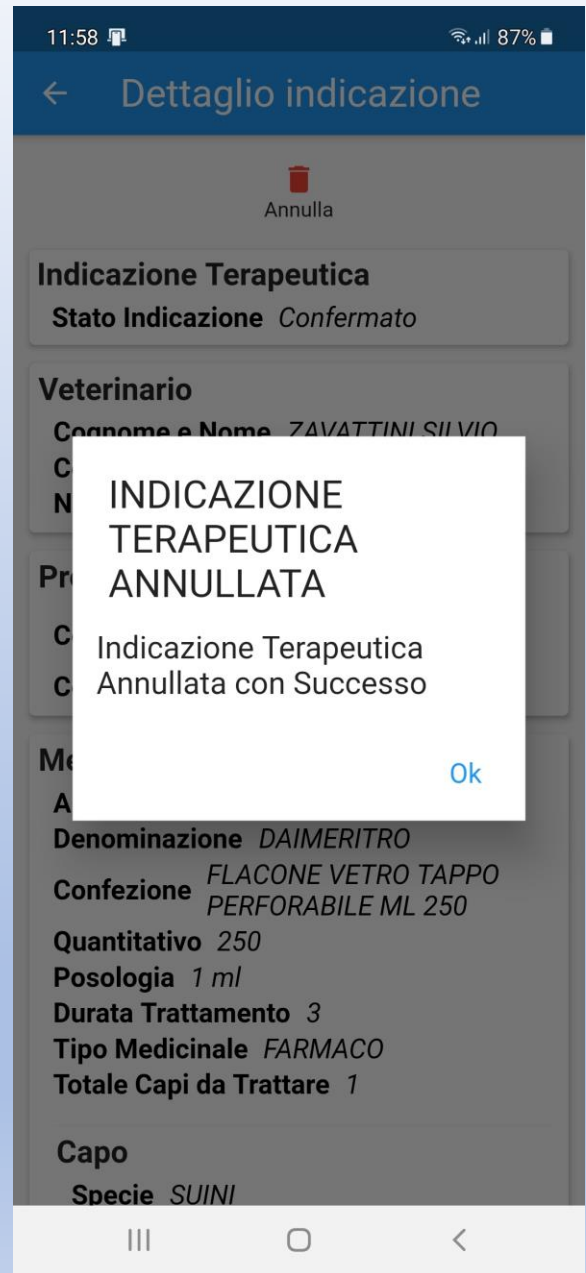 11:58 87%
Dettaglio indicazione
Annulla
Indicazione Terapeutica
Stato Indicazione Confermato
Veterinario
Cognome e Nome ZAVATTINI SILVIO
INDICAZIONE
TERAPEUTICA
ANNULLATA
Indicazione Terapeutica
Annullata con Successo
Ok
Denominazione DAIMERITRO
Confezione FLACONE VETRO TAPPO
PERFORABILE ML 250
Quantitativo 250
Posologia 1 ml
Durata Trattamento 3
Tipo Medicinale FARMACO
Totale Capi da Trattare 1
Capo
Specie SUINI